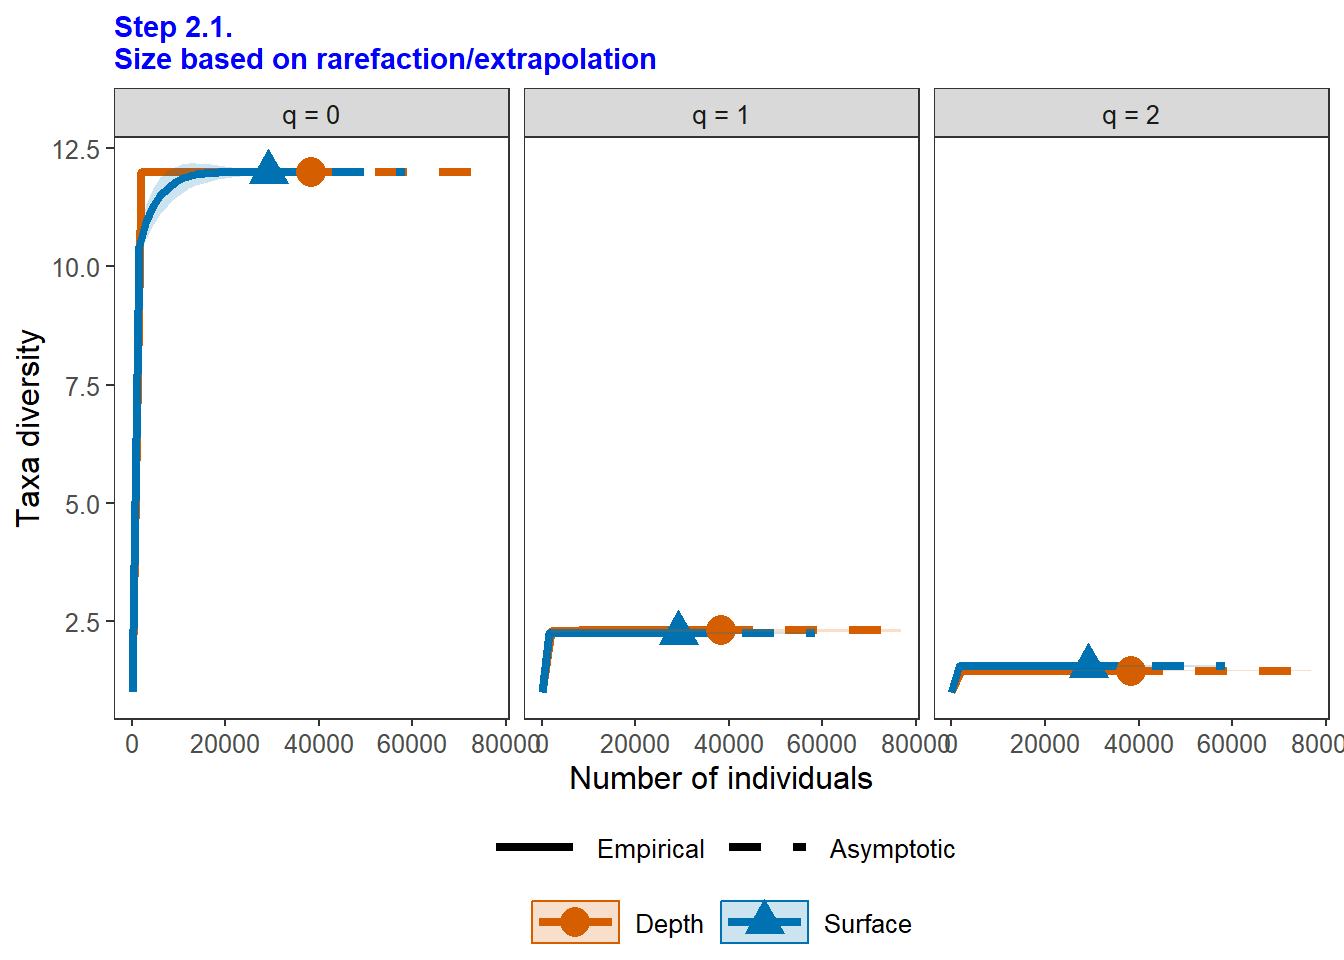 Step 2.1.
Size based on rarefaction/extrapolation
q = 0
q = 1
q = 2
Taxa diversity
12.5
10.0
7.5
5.0
2.5
0 20000 40000 60000 80000
0 20000 40000 60000 80000
0 20000 40000 60000 8000
Number of individuals
Empirical Asymptotic
Depth Surface